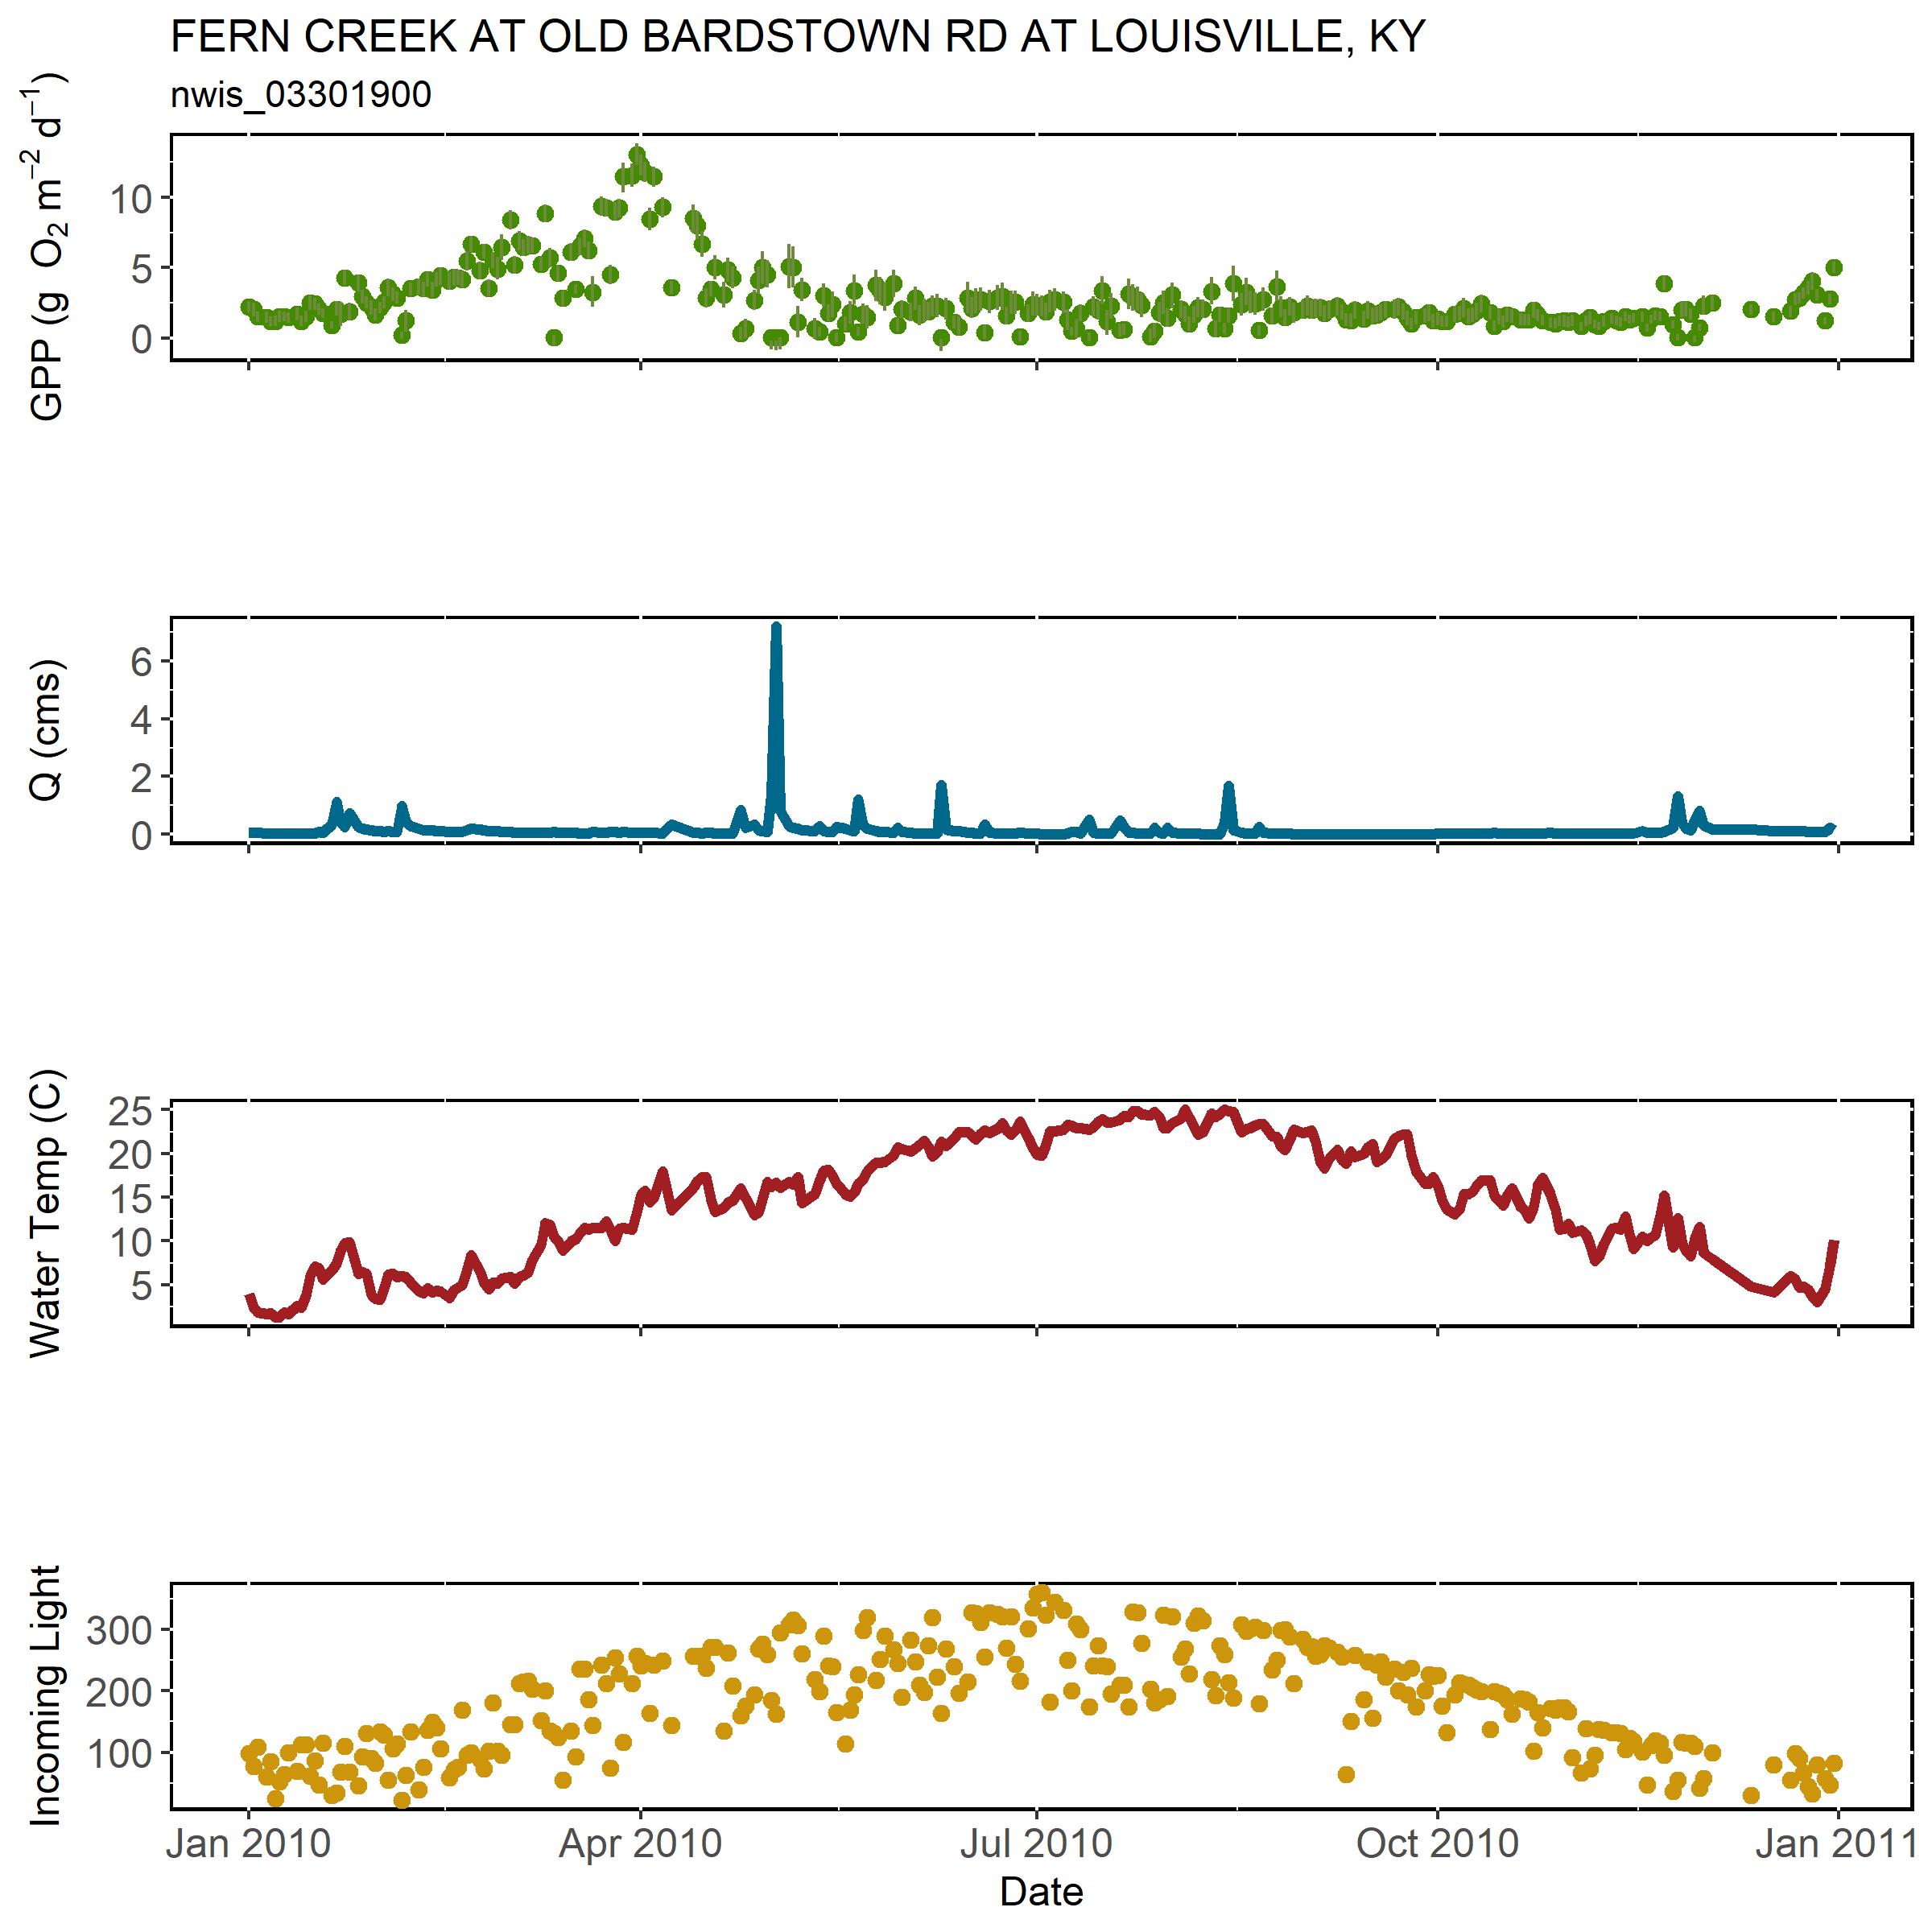 FERN CREEK AT OLD BARDSTOWN RD AT LOUISVILLE, KY
nwis_03301900
GPP (g O₂ m⁻² d⁻¹)
10
5
0
Q (cms)
6
4
2
0
Water Temp (C)
25
20
15
10
5
Incoming Light
300
200
100
Jan 2010 Apr 2010 Jul 2010 Oct 2010 Jan 2011
Date